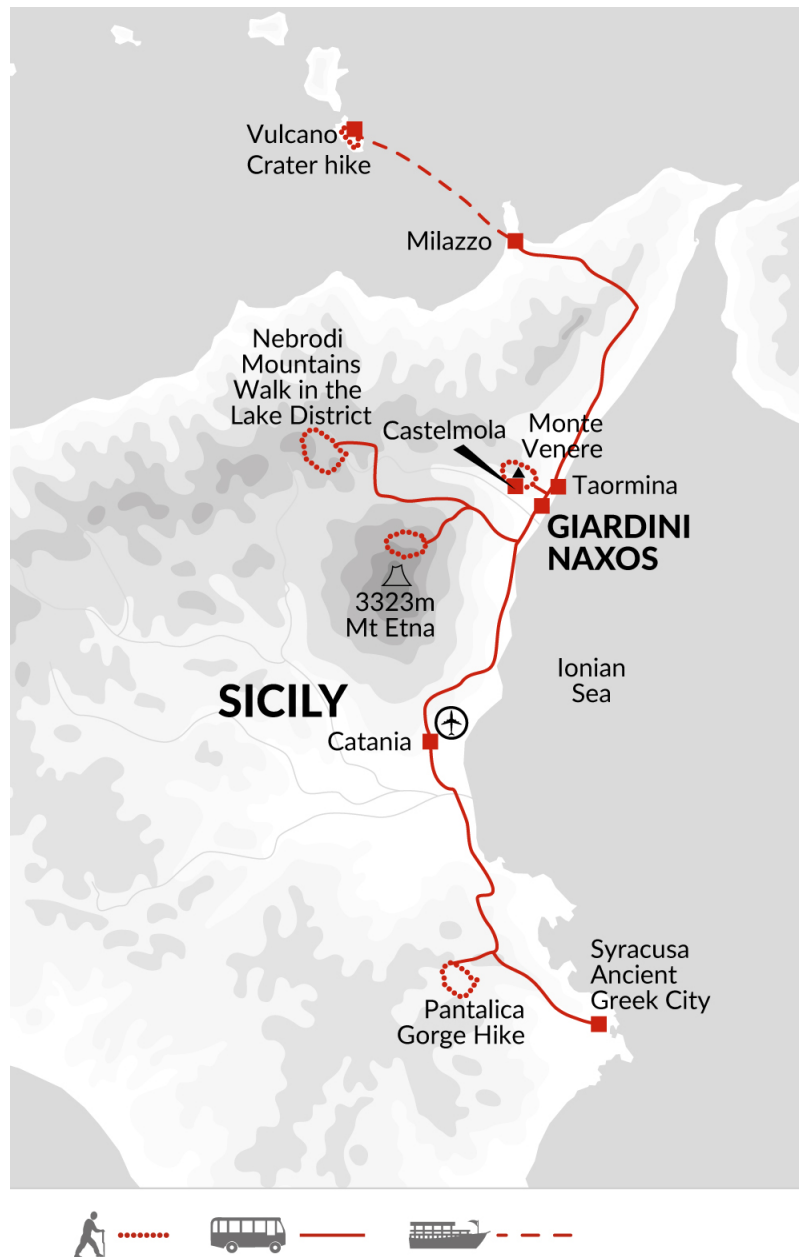 Vulcano
Crater hike
Milazzo
Nebrodi
Mountains
Walk in the
Lake District
Castelmola
Monte
Venere
Taormina
GIARDINI
NAXOS
3323m
Mt Etna
Ionian
Sea
SICILY
Catania
Syracusa
Ancient
Greek City
Pantalica
Gorge Hike